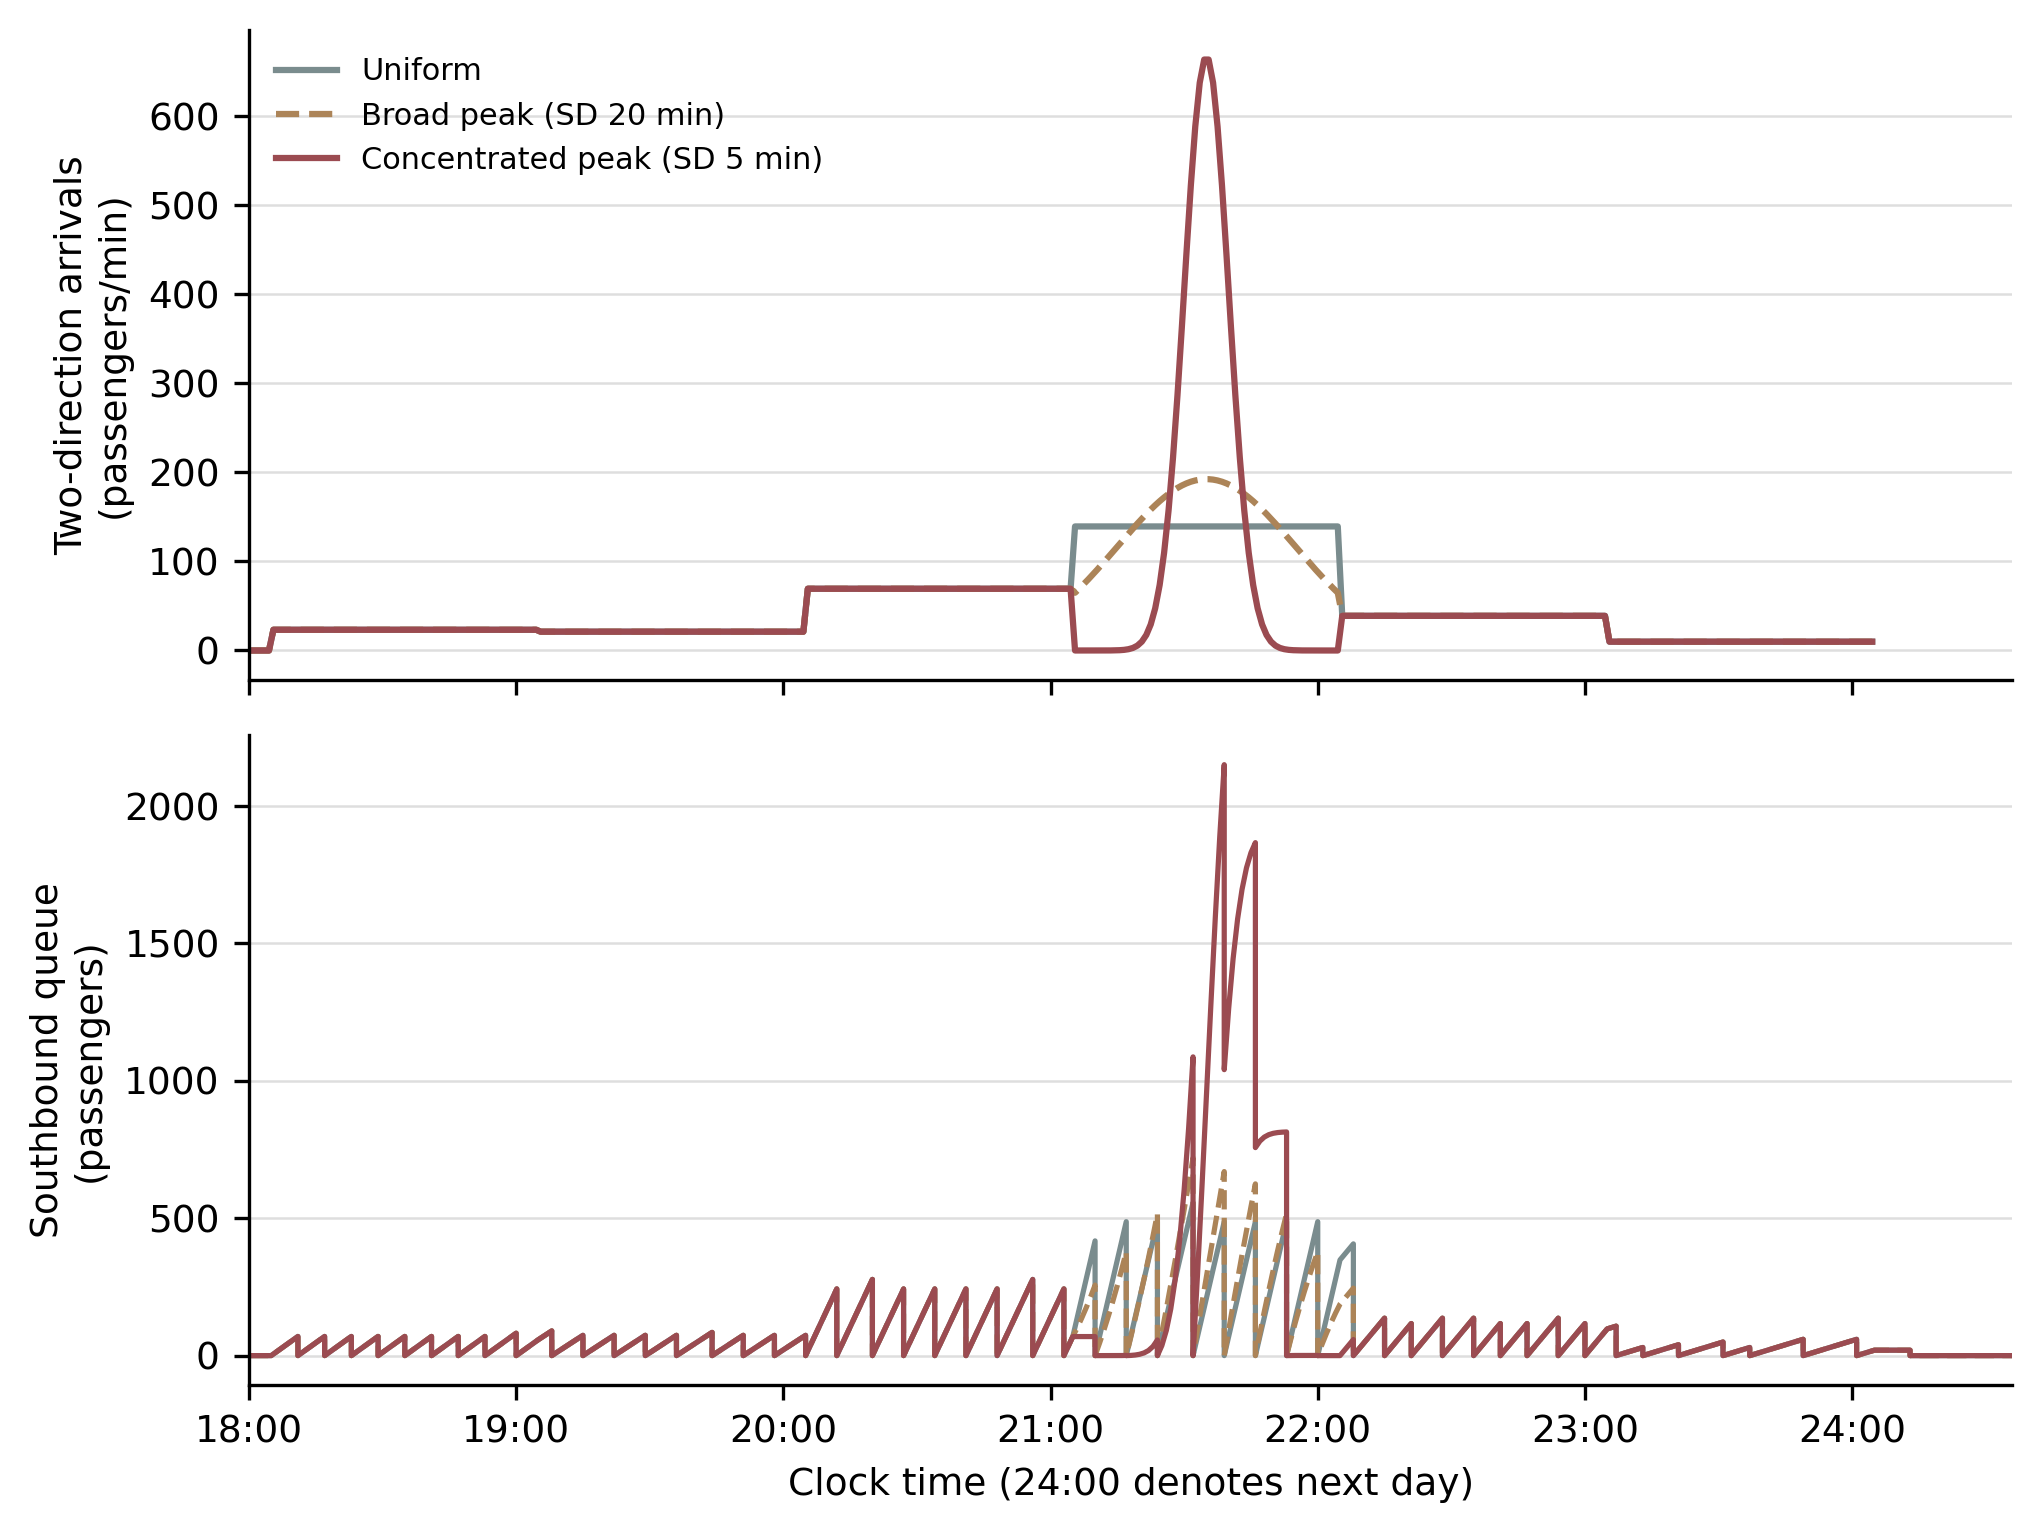 Two-direction arrivals
(passengers/min)
600
500
400
300
200
100
0
Uniform
Broad peak (SD 20 min)
Concentrated peak (SD 5 min)
Southbound queue
(passengers)
2000
1500
1000
500
0
18:00 19:00 20:00 21:00 22:00 23:00 24:00
Clock time (24:00 denotes next day)